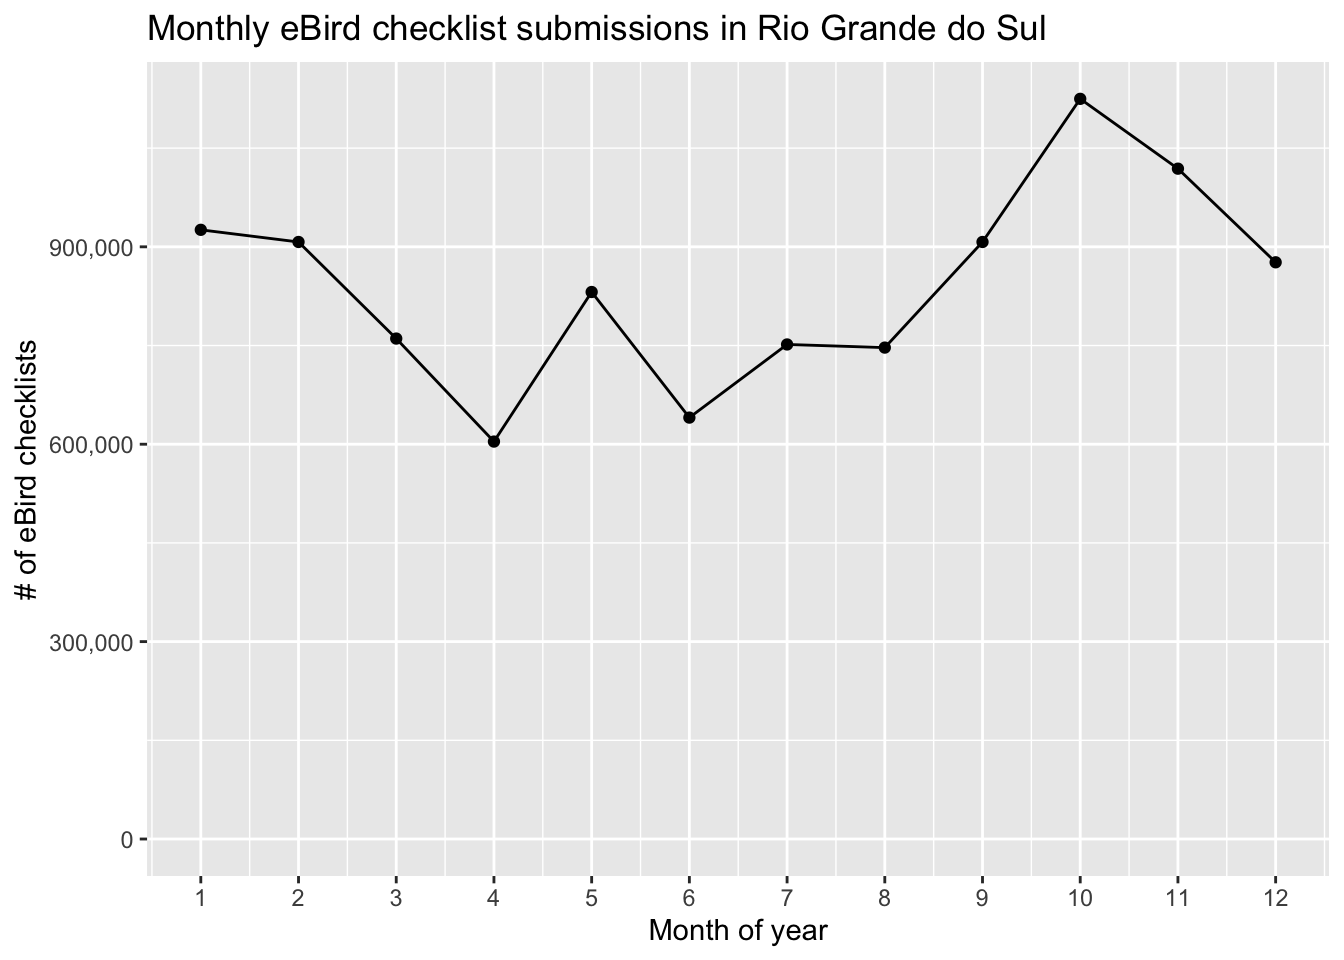 Monthly eBird checklist submissions in Rio Grande do Sul
# of eBird checklists
900,000
600,000
300,000
0
1 2 3 4 5 6 7 8 9 10 11 12
Month of year